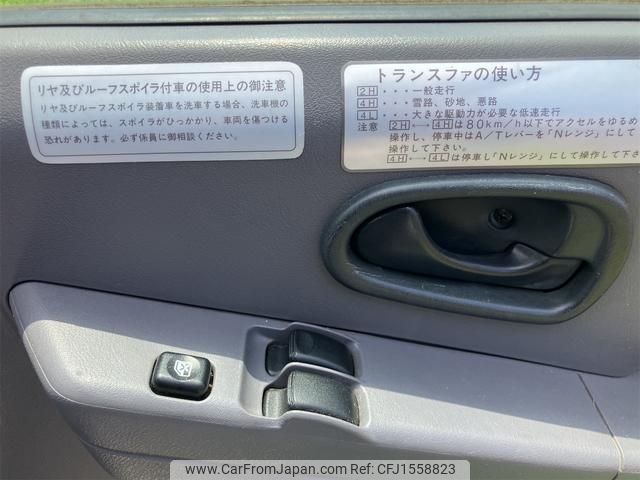 リヤ及びルーフスポイラ付車の使用上の御注意
リヤ及びルーフスポイラ装着車を洗車する場合、洗車機の
種類によっては、スポイラがひっかかり、車両を傷つける
恐れがあります。必ず係員に御相談ください。
トランスファの使い方
2H・・・一般走行
4H・・・雪路、砂地、悪路
4L・・・大きな駆動力が必要な低速走行
注意 2H←→4Hは80km/h以下でアクセルをゆるめ
操作し、停車中はA/Tレバーを「Nレンジ」にして
操作して下さい。
4H←→4Lは停車し「Nレンジ」にして操作して下さ
www.CarFromJapan.com - CFJ1558823